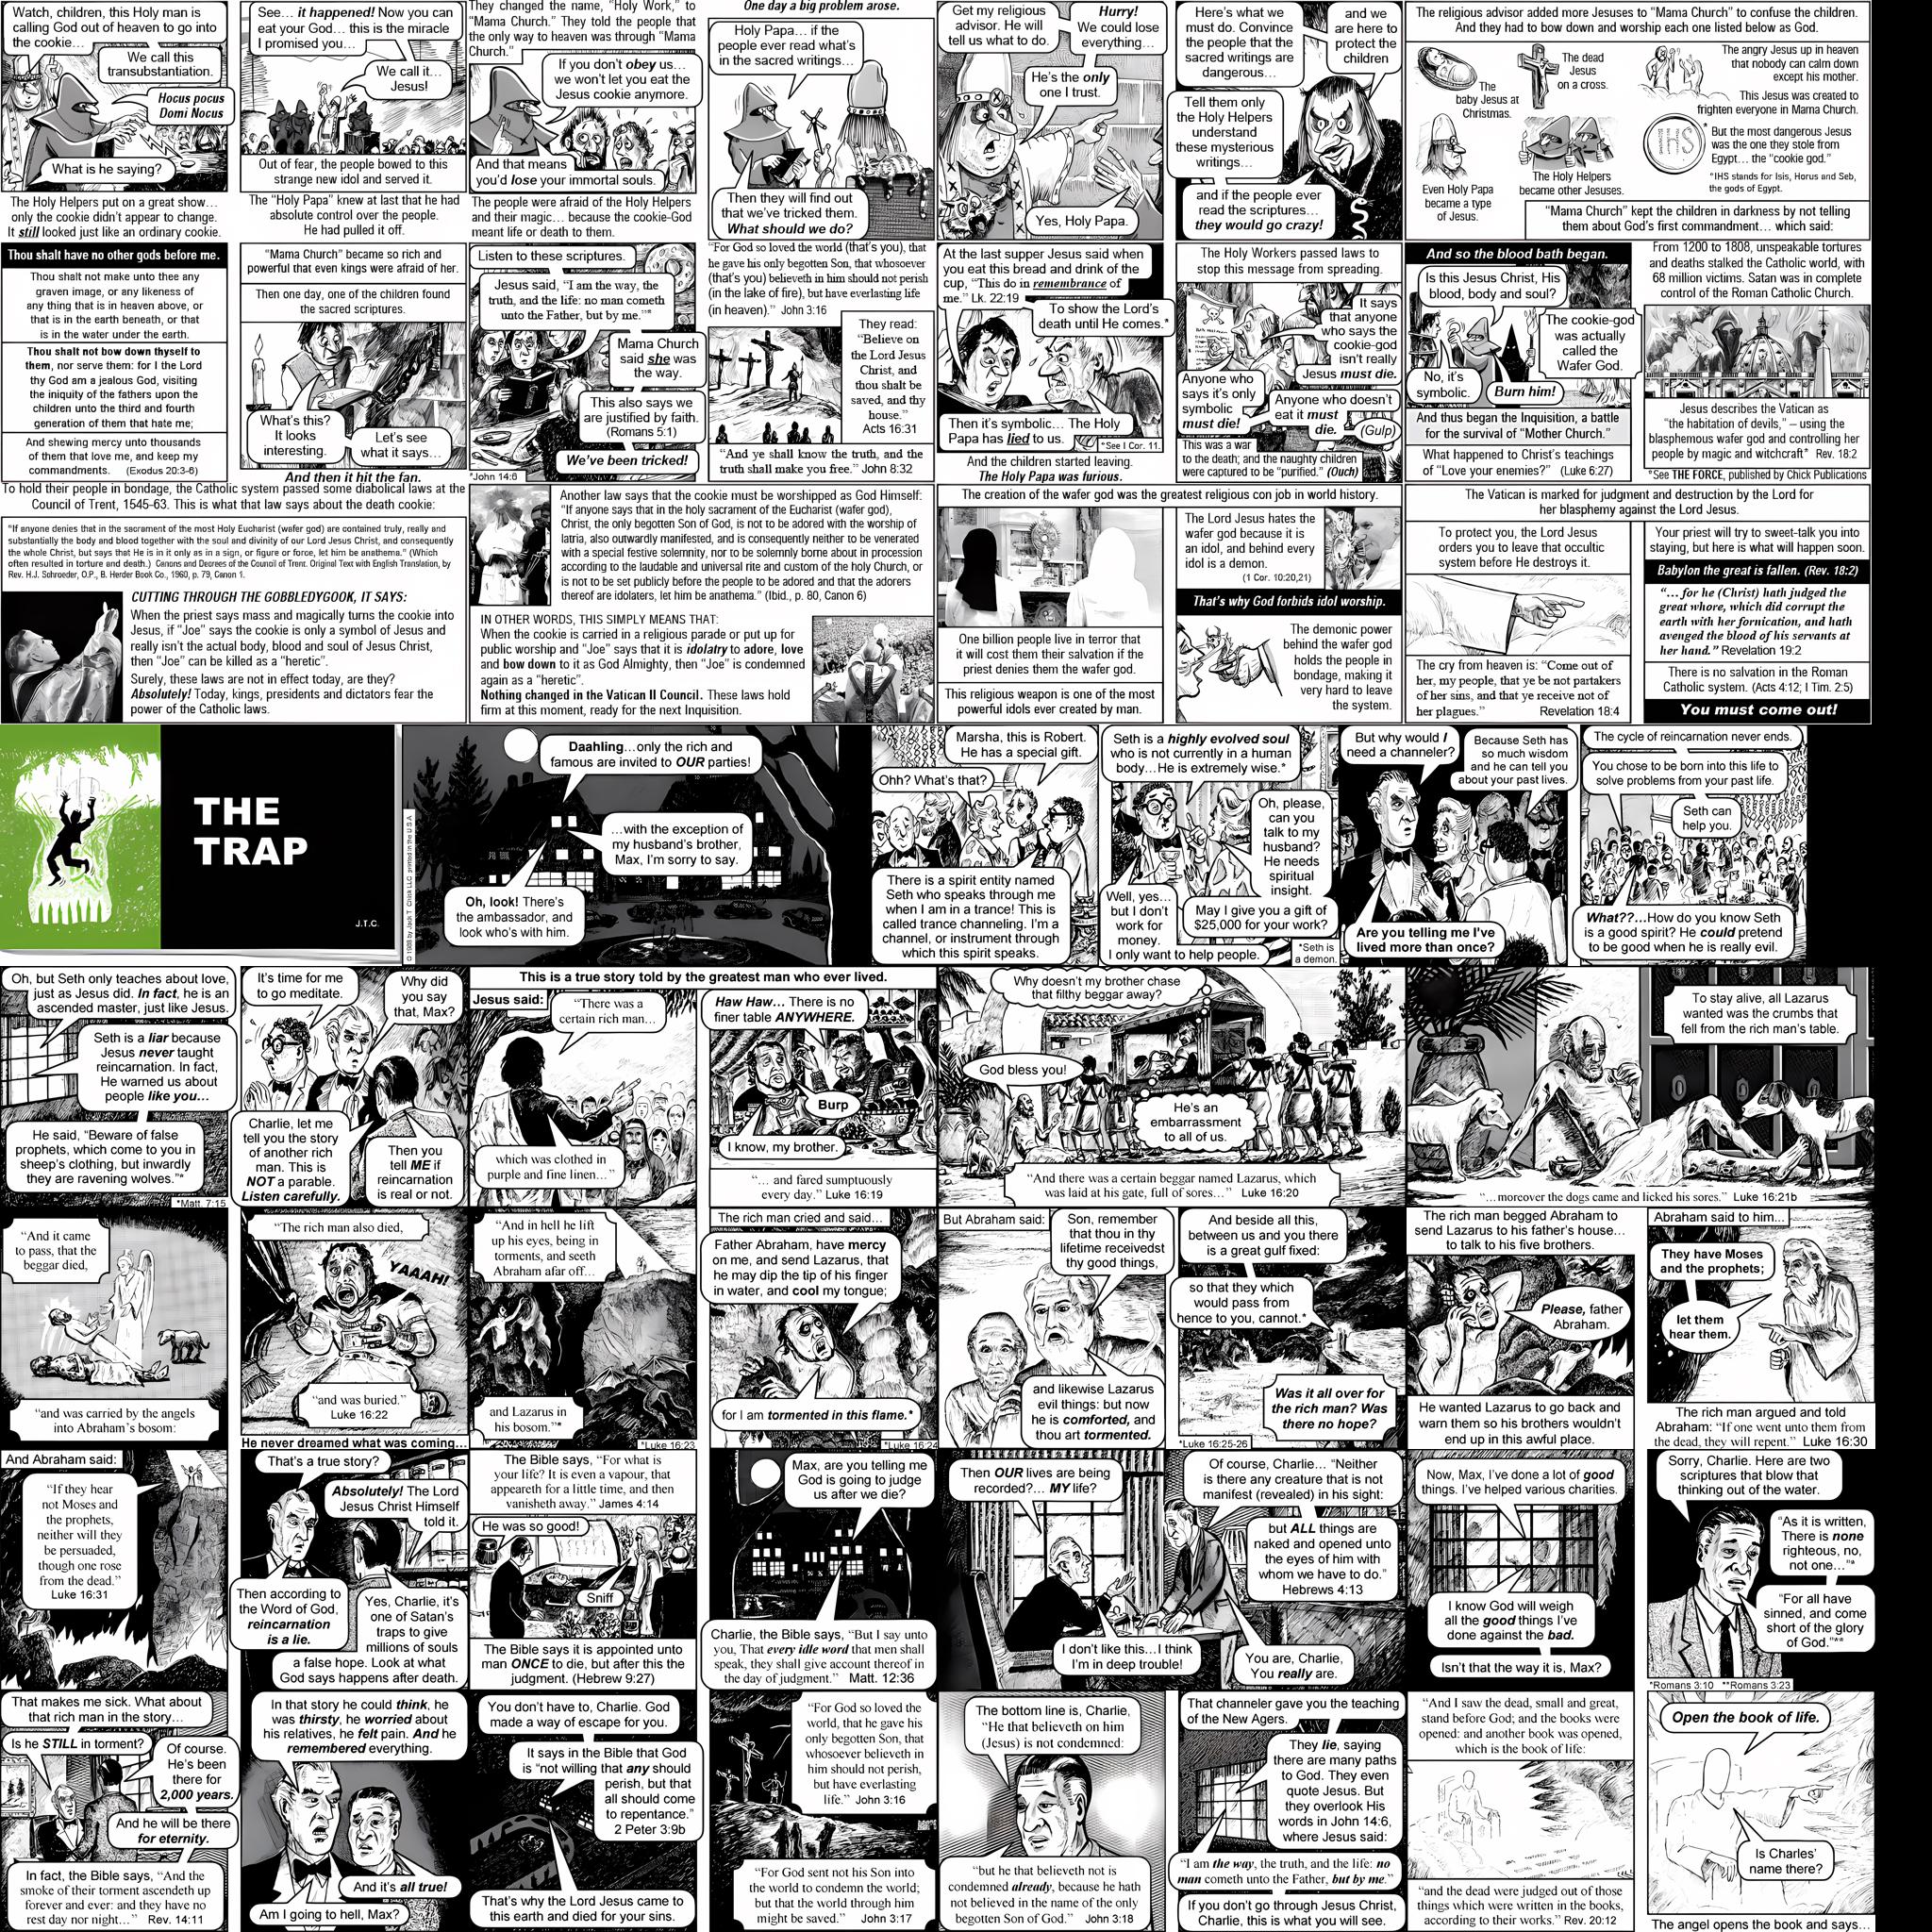 Watch, children, this Holy man is
calling God out of heaven to go into
the cookie…
We call this
transubstantiation.
Hocus pocus
Domi Nocus
What is he saying?
The Holy Helpers put on a great show…
only the cookie didn't appear to change.
It still looked just like an ordinary cookie.
See… it happened! Now you can
eat your God… this is the miracle
I promised you…
We call it…
Jesus!
Out of fear, the people bowed to this
strange new idol and served it.
The "Holy Papa" knew at last that he had
absolute control over the people.
He had pulled it off.
They changed the name, "Holy Work," to
"Mama Church." They told the people that
the only way to heaven was through "Mama
Church."
If you don't obey us…
we won't let you eat the
Jesus cookie anymore.
And that means
you'd lose your immortal souls.
The people were afraid of the Holy Helpers
and their magic… because the cookie-God
meant life or death to them.
One day a big problem arose.
Holy Papa… if the
people ever read what's
in the sacred writings…
Then they will find out
that we've tricked them.
What should we do?
Get my religious
advisor. He will
tell us what to do.
Hurry!
We could lose
everything…
He's the only
one I trust.
Yes, Holy Papa.
Here's what we
must do. Convince
the people that the
sacred writings are
dangerous…
and we
are here to
protect the
children
Tell them only
the Holy Helpers
understand
these mysterious
writings…
and if the people ever
read the scriptures…
they would go crazy!
The religious advisor added more Jesuses to "Mama Church" to confuse the children.
And they had to bow down and worship each one listed below as God.
The
baby Jesus at
Christmas.
The dead
Jesus
on a cross.
The angry Jesus up in heaven
that nobody can calm down
except his mother.
This Jesus was created to
frighten everyone in Mama Church.
Even Holy Papa
became a type
of Jesus.
The Holy Helpers
became other Jesuses.
IHS
* But the most dangerous Jesus
was the one they stole from
Egypt… the "cookie god."
*IHS stands for Isis, Horus and Seb,
the gods of Egypt.
"Mama Church" kept the children in darkness by not telling
them about God's first commandment… which said:
Thou shalt have no other gods before me.
Thou shalt not make unto thee any
graven image, or any likeness of
any thing that is in heaven above, or
that is in the earth beneath, or that
is in the water under the earth.
Thou shalt not bow down thyself to
them, nor serve them: for I the Lord
thy God am a jealous God, visiting
the iniquity of the fathers upon the
children unto the third and fourth
generation of them that hate me;
And shewing mercy unto thousands
of them that love me, and keep my
commandments. (Exodus 20:3-6)
"Mama Church" became so rich and
powerful that even kings were afraid of her.
Then one day, one of the children found
the sacred scriptures.
What's this?
It looks
interesting.
Let's see
what it says…
And then it hit the fan.
Listen to these scriptures.
Jesus said, "I am the way, the
truth, and the life: no man cometh
unto the Father, but by me."*
Mama Church
said she was
the way.
This also says we
are justified by faith.
(Romans 5:1)
We've been tricked!
*John 14:6
"For God so loved the world (that's you), that
he gave his only begotten Son, that whosoever
(that's you) believeth in him should not perish
(in the lake of fire), but have everlasting life
(in heaven)." John 3:16
They read:
"Believe on
the Lord Jesus
Christ, and
thou shalt be
saved, and thy
house."
Acts 16:31
"And ye shall know the truth, and the
truth shall make you free." John 8:32
At the last supper Jesus said when
you eat this bread and drink of the
cup, "This do in remembrance of
me." Lk. 22:19
To show the Lord's
death until He comes.*
Then it's symbolic… The Holy
Papa has lied to us.
*See I Cor. 11.
And the children started leaving.
The Holy Papa was furious.
The Holy Workers passed laws to
stop this message from spreading.
It says
that anyone
who says the
cookie-god
isn't really
Jesus must die.
Anyone who
says it's only
symbolic
must die!
Anyone who doesn't
eat it must
die.
(Gulp)
This was a war
to the death; and the naughty children
were captured to be "purified." (Ouch)
And so the blood bath began.
Is this Jesus Christ, His
blood, body and soul?
The cookie-god
was actually
called the
Wafer God.
No, it's
symbolic.
Burn him!
And thus began the Inquisition, a battle
for the survival of "Mother Church."
What happened to Christ's teachings
of "Love your enemies?" (Luke 6:27)
From 1200 to 1808, unspeakable tortures
and deaths stalked the Catholic world, with
68 million victims. Satan was in complete
control of the Roman Catholic Church.
Jesus describes the Vatican as
"the habitation of devils," – using the
blasphemous wafer god and controlling her
people by magic and witchcraft* Rev. 18:2
*See THE FORCE, published by Chick Publications
To hold their people in bondage, the Catholic system passed some diabolical laws at the
Council of Trent, 1545-63. This is what that law says about the death cookie:
"If anyone denies that in the sacrament of the most Holy Eucharist (wafer god) are contained truly, really and
substantially the body and blood together with the soul and divinity of our Lord Jesus Christ, and consequently
the whole Christ, but says that He is in it only as in a sign, or figure or force, let him be anathema." (Which
often resulted in torture and death.) Canons and Decrees of the Council of Trent. Original Text with English Translation, by
Rev. H.J. Schroeder, O.P., B. Herder Book Co., 1960, p. 79, Canon 1.
CUTTING THROUGH THE GOBBLEDYGOOK, IT SAYS:
When the priest says mass and magically turns the cookie into
Jesus, if "Joe" says the cookie is only a symbol of Jesus and
really isn't the actual body, blood and soul of Jesus Christ,
then "Joe" can be killed as a "heretic".
Surely, these laws are not in effect today, are they?
Absolutely! Today, kings, presidents and dictators fear the
power of the Catholic laws.
Another law says that the cookie must be worshipped as God Himself:
"If anyone says that in the holy sacrament of the Eucharist (wafer god),
Christ, the only begotten Son of God, is not to be adored with the worship of
latria, also outwardly manifested, and is consequently neither to be venerated
with a special festive solemnity, nor to be solemnly borne about in procession
according to the laudable and universal rite and custom of the holy Church, or
is not to be set publicly before the people to be adored and that the adorers
thereof are idolaters, let him be anathema." (Ibid., p. 80, Canon 6)
IN OTHER WORDS, THIS SIMPLY MEANS THAT:
When the cookie is carried in a religious parade or put up for
public worship and "Joe" says that it is idolatry to adore, love
and bow down to it as God Almighty, then "Joe" is condemned
again as a "heretic".
Nothing changed in the Vatican II Council. These laws hold
firm at this moment, ready for the next Inquisition.
The creation of the wafer god was the greatest religious con job in world history.
One billion people live in terror that
it will cost them their salvation if the
priest denies them the wafer god.
This religious weapon is one of the most
powerful idols ever created by man.
The Lord Jesus hates the
wafer god because it is
an idol, and behind every
idol is a demon.
(1 Cor. 10:20,21)
That's why God forbids idol worship.
The demonic power
behind the wafer god
holds the people in
bondage, making it
very hard to leave
the system.
The Vatican is marked for judgment and destruction by the Lord for
her blasphemy against the Lord Jesus.
To protect you, the Lord Jesus
orders you to leave that occultic
system before He destroys it.
The cry from heaven is: "Come out of
her, my people, that ye be not partakers
of her sins, and that ye receive not of
her plagues." Revelation 18:4
Your priest will try to sweet-talk you into
staying, but here is what will happen soon.
Babylon the great is fallen. (Rev. 18:2)
"… for he (Christ) hath judged the
great whore, which did corrupt the
earth with her fornication, and hath
avenged the blood of his servants at
her hand." Revelation 19:2
There is no salvation in the Roman
Catholic system. (Acts 4:12; I Tim. 2:5)
You must come out!
THE
TRAP
J.T.C.
© 1988 by Jack T. Chick LLC printed in the U.S.A.
Daahling…only the rich and
famous are invited to OUR parties!
…with the exception of
my husband's brother,
Max, I'm sorry to say.
Oh, look! There's
the ambassador, and
look who's with him.
Marsha, this is Robert.
He has a special gift.
Ohh? What's that?
There is a spirit entity named
Seth who speaks through me
when I am in a trance! This is
called trance channeling. I'm a
channel, or instrument through
which this spirit speaks.
Seth is a highly evolved soul
who is not currently in a human
body…He is extremely wise.*
Oh, please,
can you
talk to my
husband?
He needs
spiritual
insight.
Well, yes…
but I don't
work for
money.
I only want to help people.
May I give you a gift of
$25,000 for your work?
*Seth is
a demon.
But why would I
need a channeler?
Because Seth has
so much wisdom
and he can tell you
about your past lives.
Are you telling me I've
lived more than once?
The cycle of reincarnation never ends.
You chose to be born into this life to
solve problems from your past life.
Seth can
help you.
What??…How do you know Seth
is a good spirit? He could pretend
to be good when he is really evil.
Oh, but Seth only teaches about love,
just as Jesus did. In fact, he is an
ascended master, just like Jesus.
Seth is a liar because
Jesus never taught
reincarnation. In fact,
He warned us about
people like you…
He said, "Beware of false
prophets, which come to you in
sheep's clothing, but inwardly
they are ravening wolves."*
*Matt. 7:15
It's time for me
to go meditate.
Why did
you say
that, Max?
Charlie, let me
tell you the story
of another rich
man. This is
NOT a parable.
Listen carefully.
Then you
tell ME if
reincarnation
is real or not.
This is a true story told by the greatest man who ever lived.
Jesus said:
"There was a
certain rich man…
which was clothed in
purple and fine linen…"
Haw Haw… There is no
finer table ANYWHERE.
Burp
I know, my brother.
"… and fared sumptuously
every day." Luke 16:19
Why doesn't my brother chase
that filthy beggar away?
God bless you!
He's an
embarrassment
to all of us.
"And there was a certain beggar named Lazarus, which
was laid at his gate, full of sores…" Luke 16:20
To stay alive, all Lazarus
wanted was the crumbs that
fell from the rich man's table.
"…moreover the dogs came and licked his sores." Luke 16:21b
"And it came
to pass, that the
beggar died,
"and was carried by the angels
into Abraham's bosom:
"The rich man also died,
YAAAH!
"and was buried."
Luke 16:22
He never dreamed what was coming…
"And in hell he lift
up his eyes, being in
torments, and seeth
Abraham afar off…
and Lazarus in
his bosom."*
*Luke 16:23
The rich man cried and said…
Father Abraham, have mercy
on me, and send Lazarus, that
he may dip the tip of his finger
in water, and cool my tongue;
for I am tormented in this flame.*
*Luke 16:24
But Abraham said:
Son, remember
that thou in thy
lifetime receivedst
thy good things,
and likewise Lazarus
evil things: but now
he is comforted, and
thou art tormented.
And beside all this,
between us and you there
is a great gulf fixed:
so that they which
would pass from
hence to you, cannot.*
Was it all over for
the rich man? Was
there no hope?
*Luke 16:25-26
The rich man begged Abraham to
send Lazarus to his father's house…
to talk to his five brothers.
Please, father
Abraham.
He wanted Lazarus to go back and
warn them so his brothers wouldn't
end up in this awful place.
Abraham said to him…
They have Moses
and the prophets;
let them
hear them.
The rich man argued and told
Abraham: "If one went unto them from
the dead, they will repent." Luke 16:30
And Abraham said:
"If they hear
not Moses and
the prophets,
neither will they
be persuaded,
though one rose
from the dead."
Luke 16:31
That's a true story?
Absolutely! The Lord
Jesus Christ Himself
told it.
Then according to
the Word of God,
reincarnation
is a lie.
Yes, Charlie, it's
one of Satan's
traps to give
millions of souls
a false hope. Look at what
God says happens after death.
The Bible says, "For what is
your life? It is even a vapour, that
appeareth for a little time, and then
vanisheth away." James 4:14
He was so good!
Sniff
The Bible says it is appointed unto
man ONCE to die, but after this the
judgment. (Hebrew 9:27)
Max, are you telling me
God is going to judge
us after we die?
Charlie, the Bible says, "But I say unto
you, That every idle word that men shall
speak, they shall give account thereof in
the day of judgment." Matt. 12:36
Then OUR lives are being
recorded?… MY life?
Of course, Charlie… "Neither
is there any creature that is not
manifest (revealed) in his sight:
but ALL things are
naked and opened unto
the eyes of him with
whom we have to do."
Hebrews 4:13
I don't like this…I think
I'm in deep trouble!
You are, Charlie,
You really are.
Now, Max, I've done a lot of good
things. I've helped various charities.
I know God will weigh
all the good things I've
done against the bad.
Isn't that the way it is, Max?
Sorry, Charlie. Here are two
scriptures that blow that
thinking out of the water.
"As it is written,
There is none
righteous, no,
not one…"*
"For all have
sinned, and come
short of the glory
of God."**
*Romans 3:10 **Romans 3:23
That makes me sick. What about
that rich man in the story…
Is he STILL in torment?
Of course.
He's been
there for
2,000 years.
And he will be there
for eternity.
In fact, the Bible says, "And the
smoke of their torment ascendeth up
forever and ever: and they have no
rest day nor night…" Rev. 14:11
In that story he could think, he
was thirsty, he worried about
his relatives, he felt pain. And he
remembered everything.
And it's all true!
Am I going to hell, Max?
You don't have to, Charlie. God
made a way of escape for you.
It says in the Bible that God
is "not willing that any should
perish, but that
all should come
to repentance."
2 Peter 3:9b
That's why the Lord Jesus came to
this earth and died for your sins.
"For God so loved the
world, that he gave his
only begotten Son, that
whosoever believeth in
him should not perish,
but have everlasting
life." John 3:16
"For God sent not his Son into
the world to condemn the world;
but that the world through him
might be saved." John 3:17
The bottom line is, Charlie,
"He that believeth on him
(Jesus) is not condemned:
"but he that believeth not is
condemned already, because he hath
not believed in the name of the only
begotten Son of God." John 3:18
That channeler gave you the teaching
of the New Agers.
They lie, saying
there are many paths
to God. They even
quote Jesus. But
they overlook His
words in John 14:6,
where Jesus said:
"I am the way, the truth, and the life: no
man cometh unto the Father, but by me."
If you don't go through Jesus Christ,
Charlie, this is what you will see.
"And I saw the dead, small and great,
stand before God; and the books were
opened: and another book was opened,
which is the book of life:
"and the dead were judged out of those
things which were written in the books,
according to their works." Rev. 20:12
Open the book of life.
Is Charles'
name there?
The angel opens the book and says…